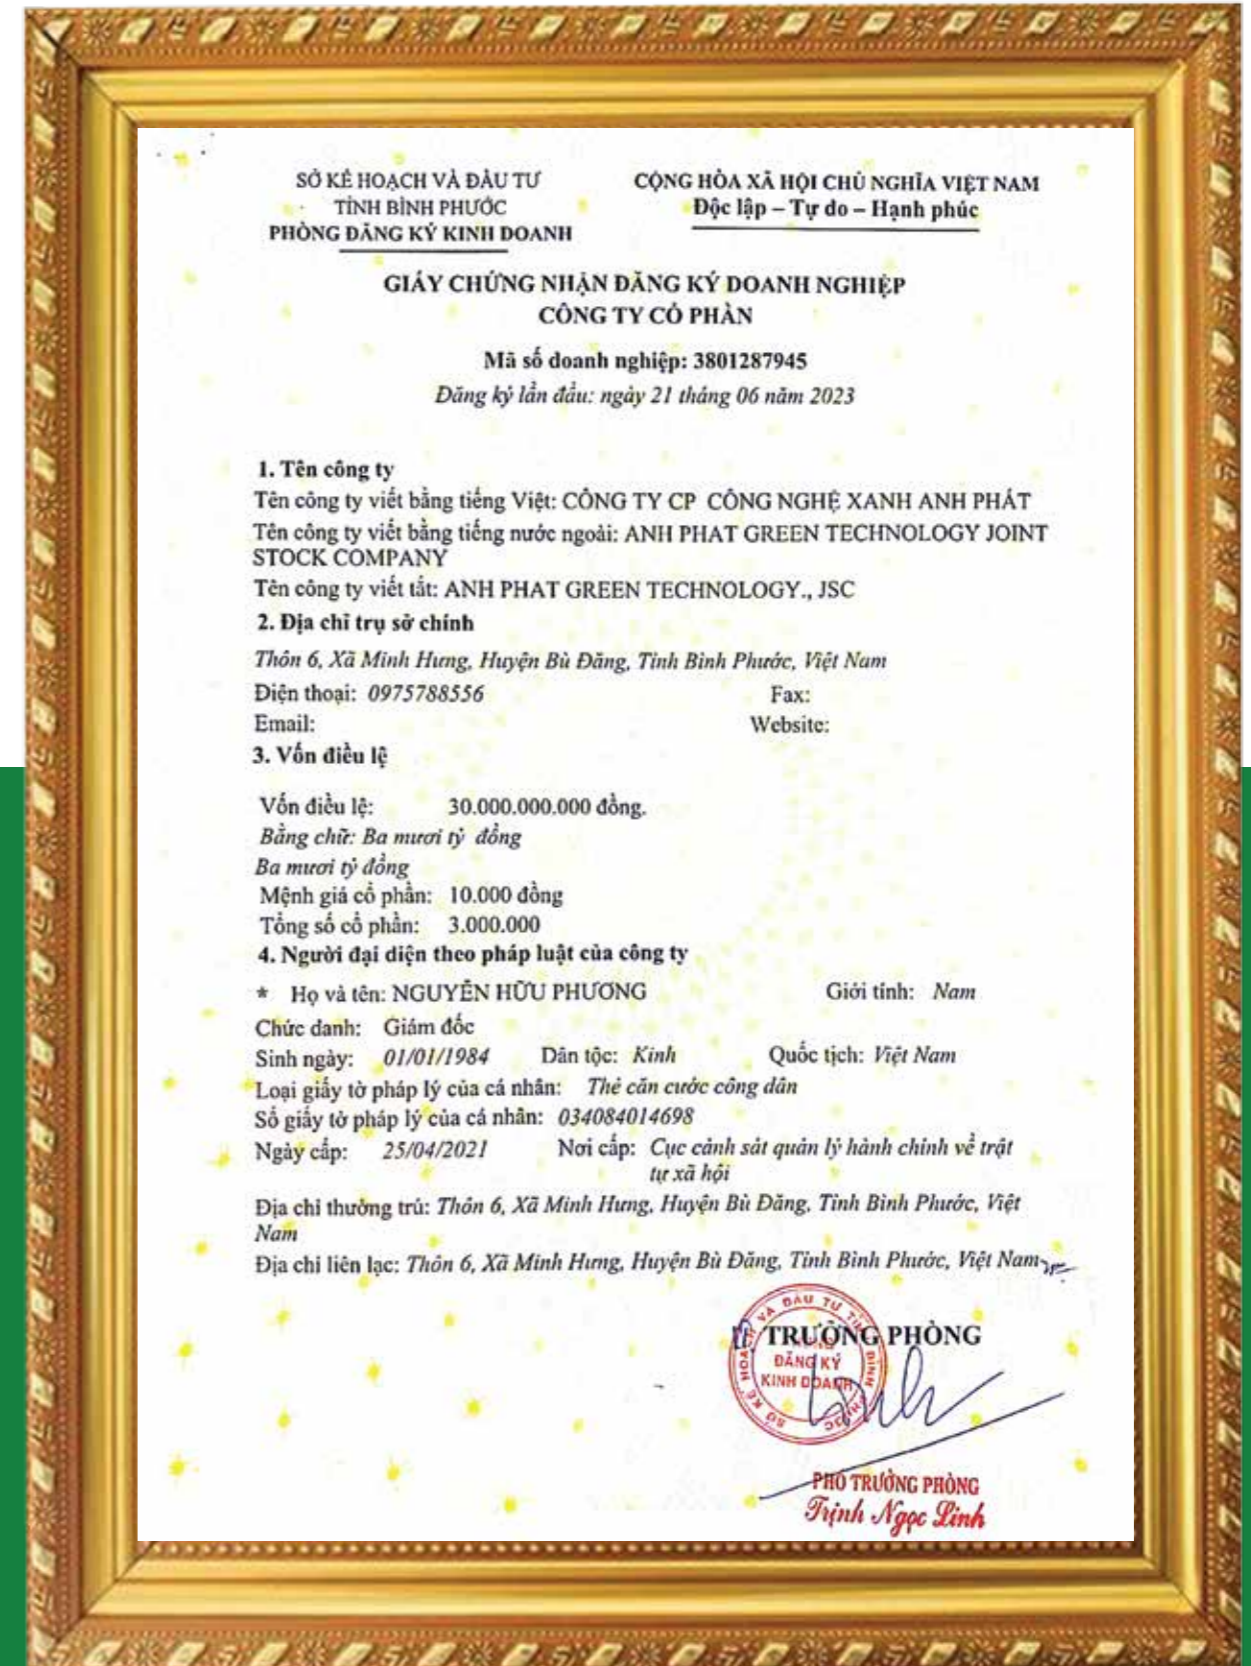 SỞ KẾ HOẠCH VÀ ĐẦU TƯ
TỈNH BÌNH PHƯỚC
PHÒNG ĐĂNG KÝ KINH DOANH
CỘNG HÒA XÃ HỘI CHỦ NGHĨA VIỆT NAM
Độc lập – Tự do – Hạnh phúc
GIẤY CHỨNG NHẬN ĐĂNG KÝ DOANH NGHIỆP
CÔNG TY CỔ PHẦN
Mã số doanh nghiệp: 3801287945
Đăng ký lần đầu: ngày 21 tháng 06 năm 2023
1. Tên công ty
Tên công ty viết bằng tiếng Việt: CÔNG TY CP CÔNG NGHỆ XANH ANH PHÁT
Tên công ty viết bằng tiếng nước ngoài: ANH PHAT GREEN TECHNOLOGY JOINT
STOCK COMPANY
Tên công ty viết tắt: ANH PHAT GREEN TECHNOLOGY., JSC
2. Địa chỉ trụ sở chính
Thôn 6, Xã Minh Hưng, Huyện Bù Đăng, Tỉnh Bình Phước, Việt Nam
Điện thoại: 0975788556 Fax:
Email: Website:
3. Vốn điều lệ
Vốn điều lệ: 30.000.000.000 đồng.
Bằng chữ: Ba mươi tỷ đồng
Ba mươi tỷ đồng
Mệnh giá cổ phần: 10.000 đồng
Tổng số cổ phần: 3.000.000
4. Người đại diện theo pháp luật của công ty
* Họ và tên: NGUYỄN HỮU PHƯƠNG Giới tính: Nam
Chức danh: Giám đốc
Sinh ngày: 01/01/1984 Dân tộc: Kinh Quốc tịch: Việt Nam
Loại giấy tờ pháp lý của cá nhân: Thẻ căn cước công dân
Số giấy tờ pháp lý của cá nhân: 034084014698
Ngày cấp: 25/04/2021 Nơi cấp: Cục cảnh sát quản lý hành chính về trật
tự xã hội
Địa chỉ thường trú: Thôn 6, Xã Minh Hưng, Huyện Bù Đăng, Tỉnh Bình Phước, Việt
Nam
Địa chỉ liên lạc: Thôn 6, Xã Minh Hưng, Huyện Bù Đăng, Tỉnh Bình Phước, Việt Nam
TRƯỞNG PHÒNG
SỞ KẾ HOẠCH VÀ ĐẦU TƯ TỈNH BÌNH PHƯỚC
PHÒNG
ĐĂNG KÝ
KINH DOANH
PHÓ TRƯỞNG PHÒNG
Trịnh Ngọc Linh